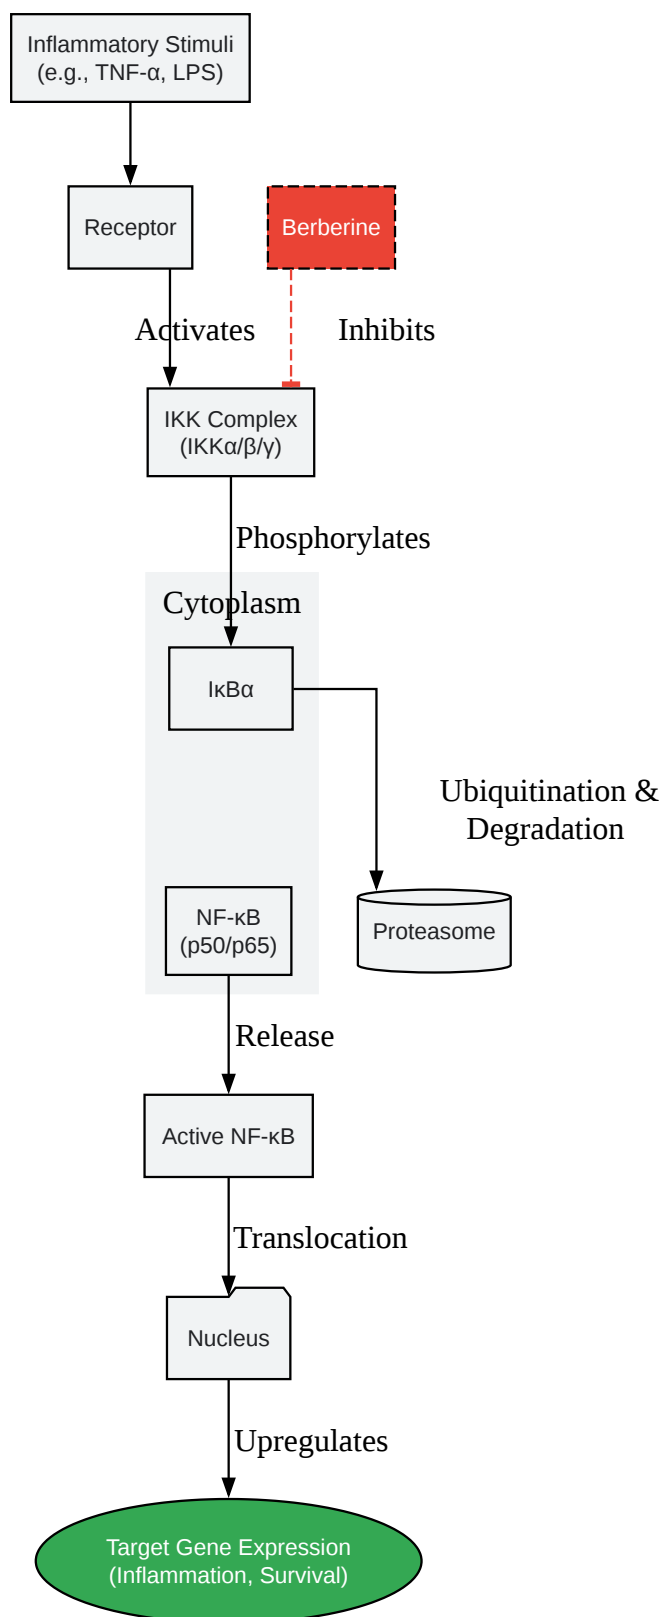 Inflammatory Stimuli
(e.g., TNF-α, LPS)
Receptor
Berberine
Activates
Inhibits
IKK Complex
(IKKα/β/γ)
Phosphorylates
Cytoplasm
IκBα
Ubiquitination &
Degradation
NF-κB
(p50/p65)
Proteasome
Release
Active NF-κB
Translocation
Nucleus
Upregulates
Target Gene Expression
(Inflammation, Survival)